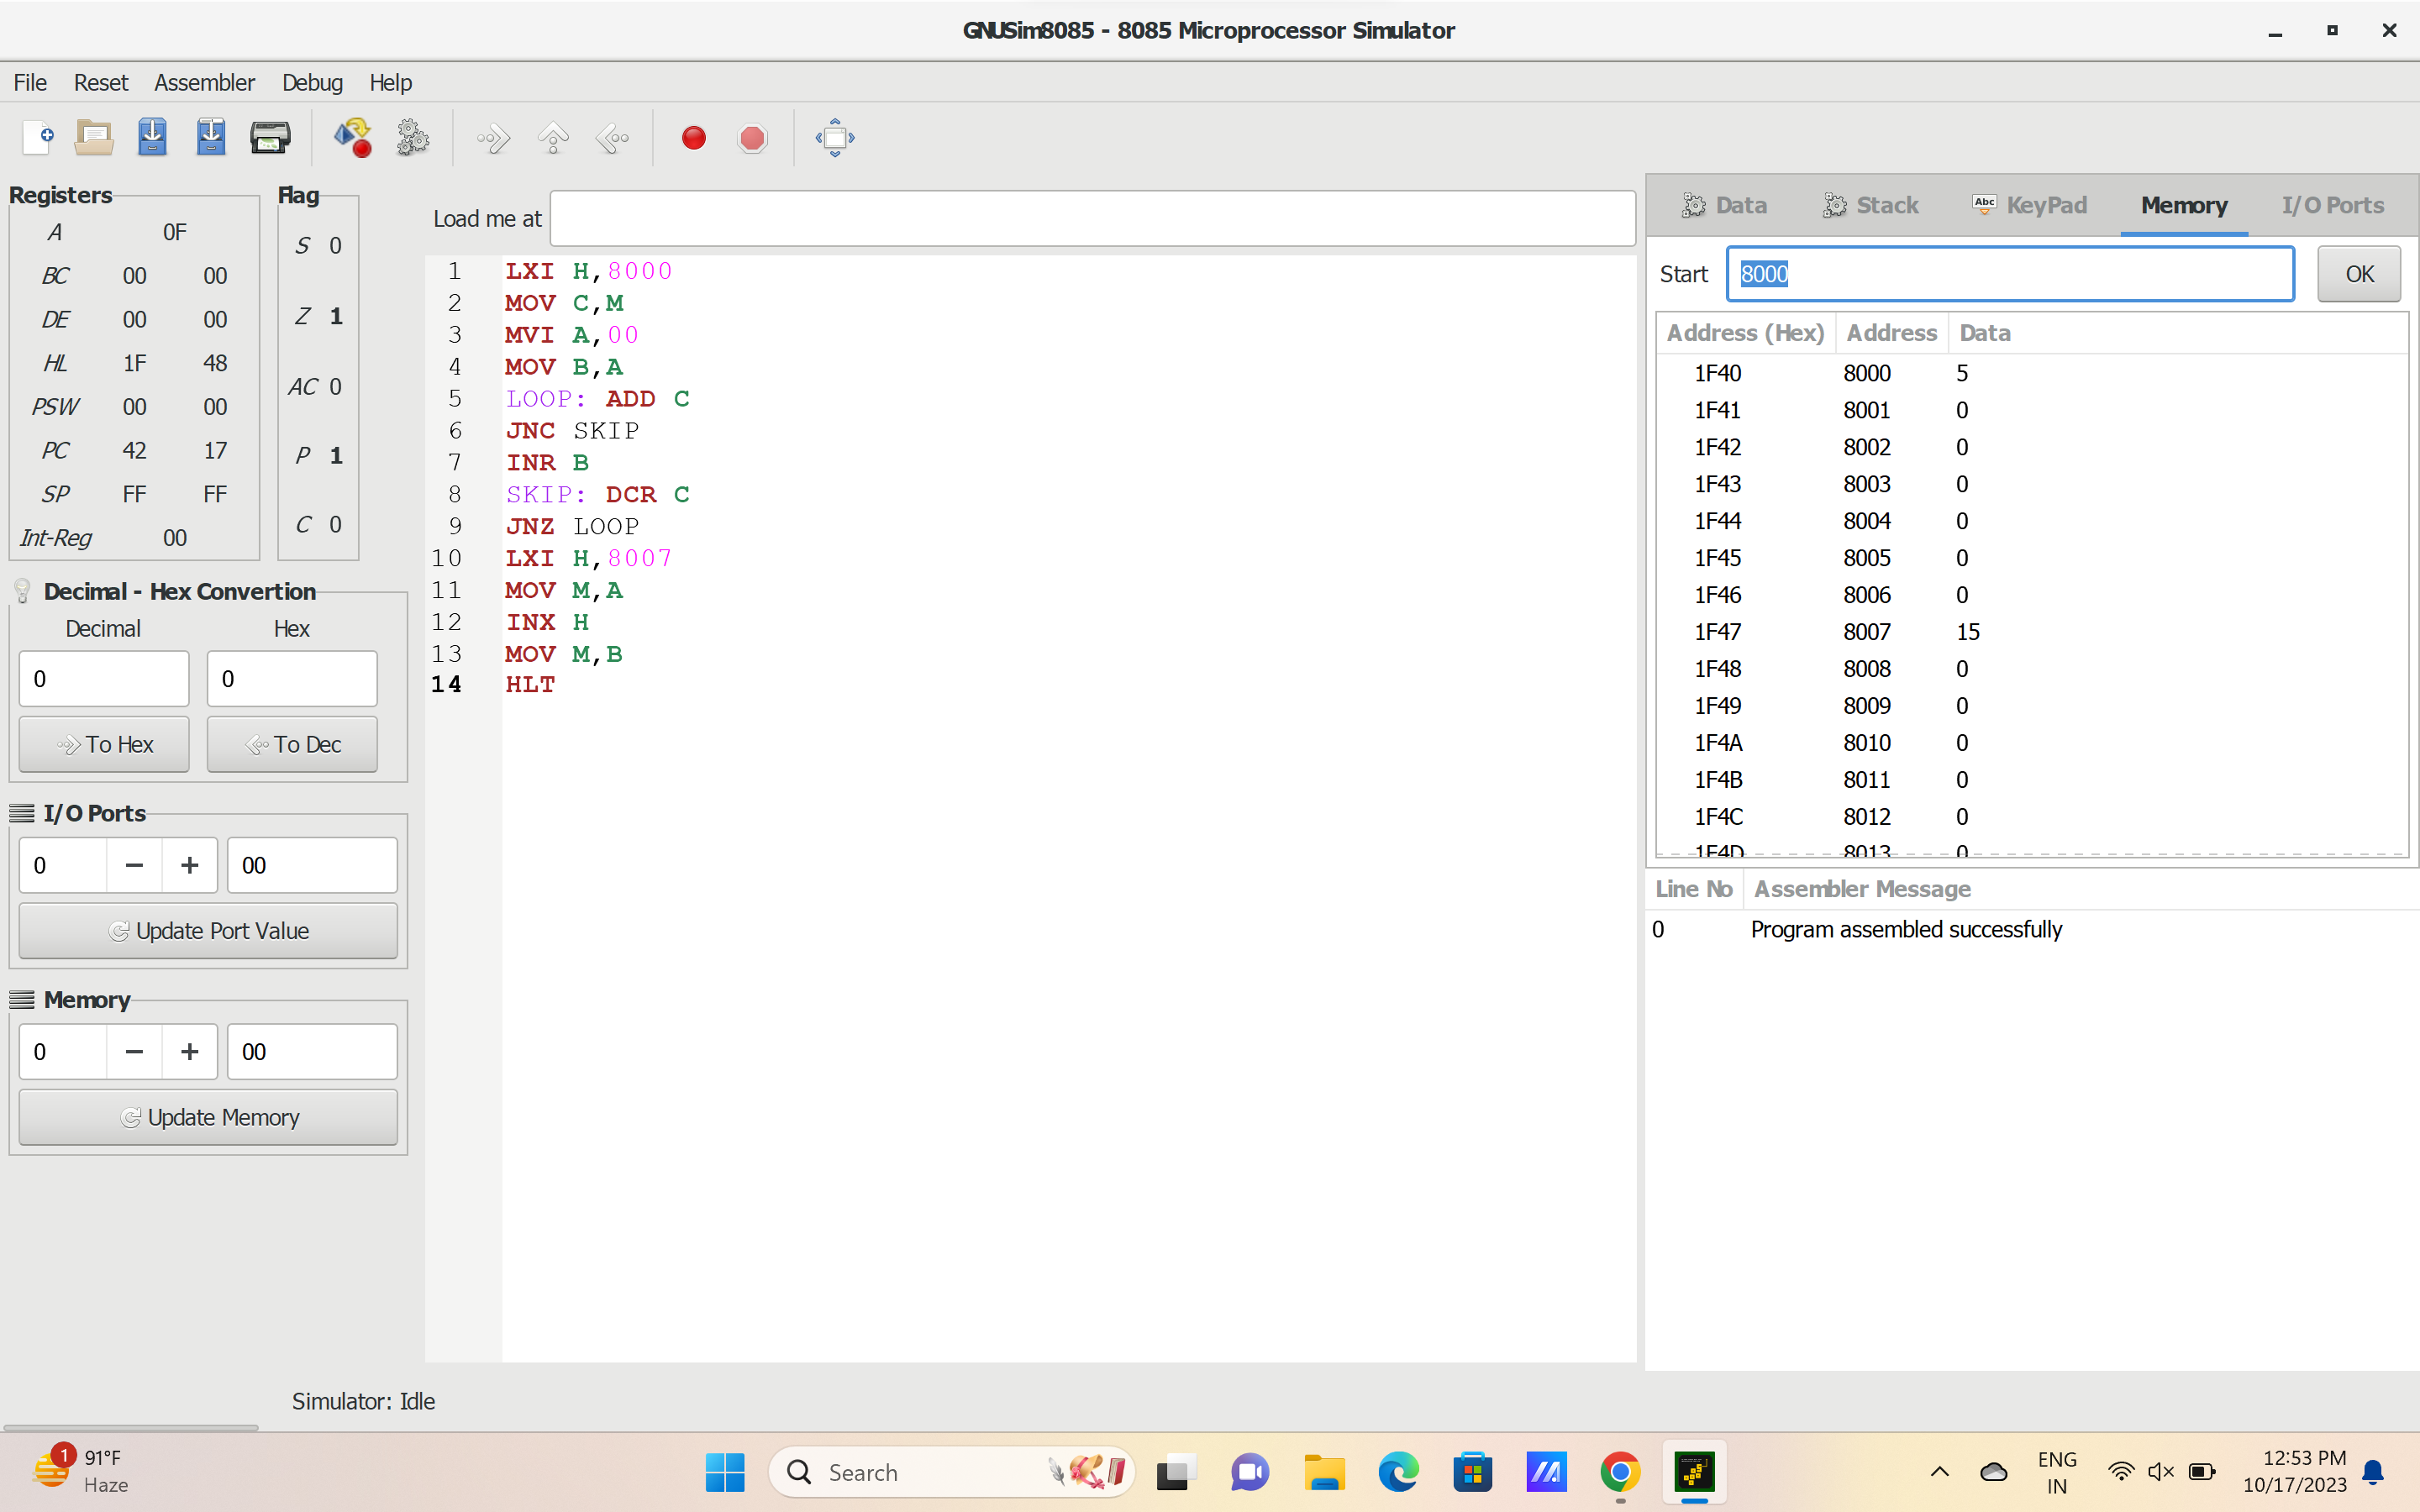 GNUSim8085 - 8085 Microprocessor Simulator
File Reset Assembler Debug Help
Registers
A 0F
BC 00 00
DE 00 00
HL 1F 48
PSW 00 00
PC 42 17
SP FF FF
Int-Reg 00
Flag
S 0
Z 1
AC 0
P 1
C 0
Decimal - Hex Convertion
Decimal Hex
0 0
To Hex To Dec
I/O Ports
0 − + 00
Update Port Value
Memory
0 − + 00
Update Memory
Load me at
1 LXI H,8000
2 MOV C,M
3 MVI A,00
4 MOV B,A
5 LOOP: ADD C
6 JNC SKIP
7 INR B
8 SKIP: DCR C
9 JNZ LOOP
10 LXI H,8007
11 MOV M,A
12 INX H
13 MOV M,B
14 HLT
Data Stack Abc KeyPad Memory I/O Ports
Start 8000 OK
Address (Hex) Address Data
1F40 8000 5
1F41 8001 0
1F42 8002 0
1F43 8003 0
1F44 8004 0
1F45 8005 0
1F46 8006 0
1F47 8007 15
1F48 8008 0
1F49 8009 0
1F4A 8010 0
1F4B 8011 0
1F4C 8012 0
1F4D 8013 0
Line No Assembler Message
0 Program assembled successfully
Simulator: Idle
1 91°F
Haze
Search
ENG
IN
12:53 PM
10/17/2023